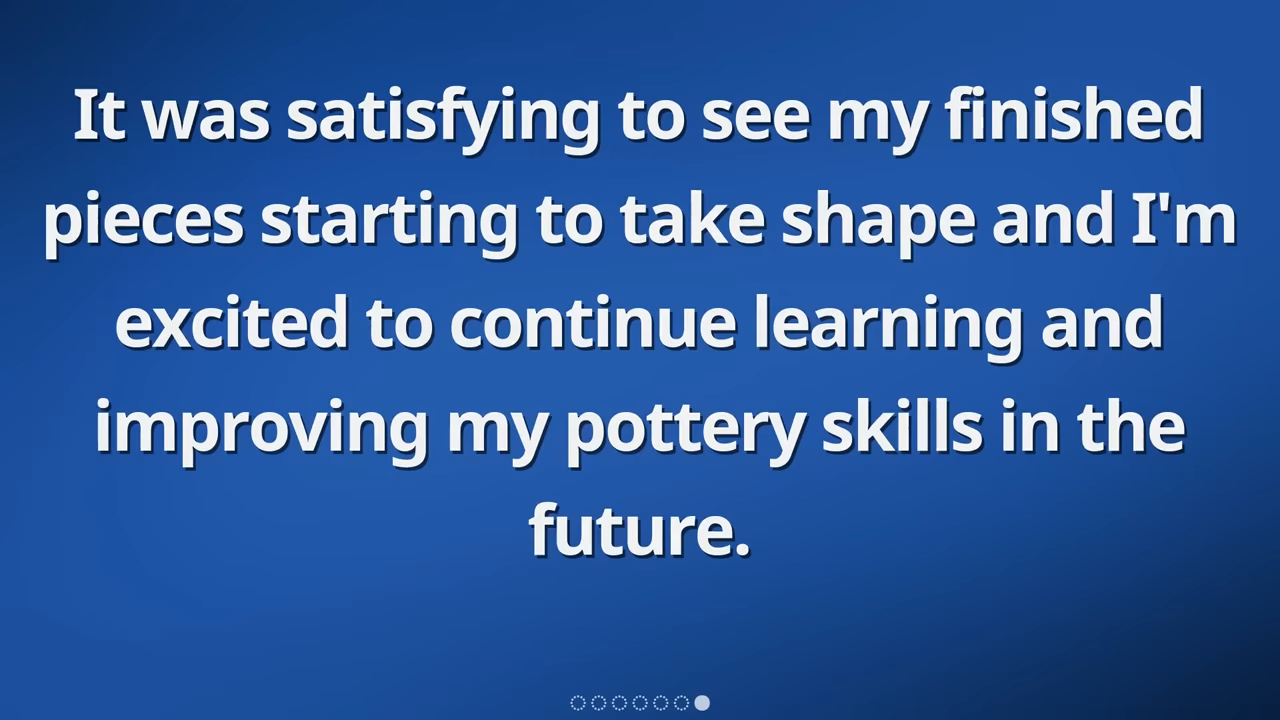 It was satisfying to see my finished
pieces starting to take shape and I'm
excited to continue learning and
improving my pottery skills in the
future.